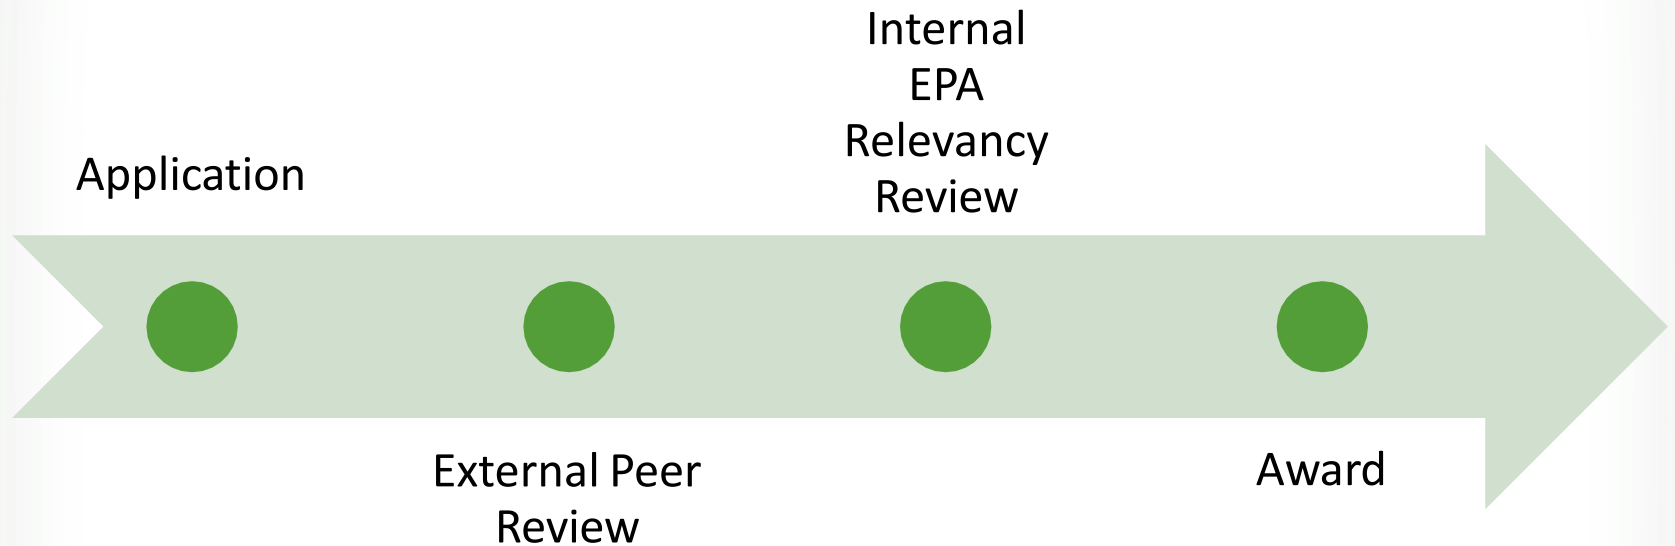 Application
External Peer
Review
Internal
EPA
Relevancy
Review
Award